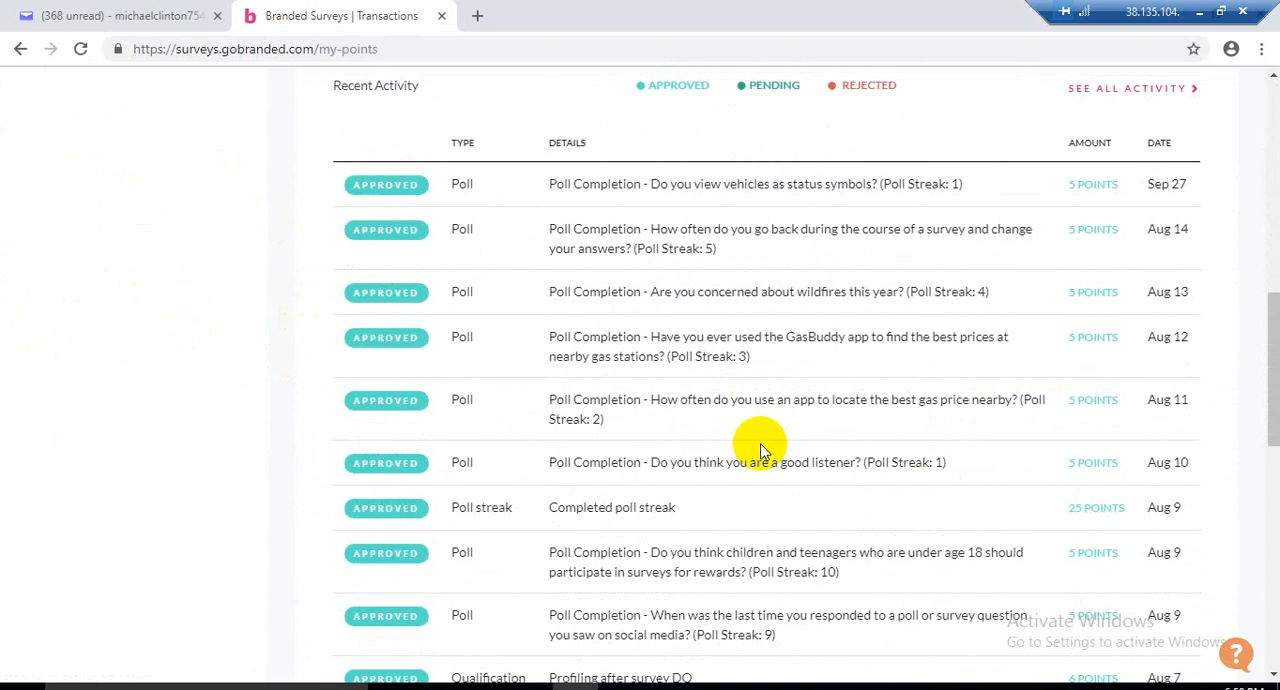 (368 unread) - michaelclinton754
Branded Surveys | Transactions
38.135.104.
https://surveys.gobranded.com/my-points
Recent Activity
APPROVED PENDING REJECTED
SEE ALL ACTIVITY
TYPE DETAILS AMOUNT DATE
APPROVED Poll Poll Completion - Do you view vehicles as status symbols? (Poll Streak: 1) 5 POINTS Sep 27
APPROVED Poll Poll Completion - How often do you go back during the course of a survey and change 5 POINTS Aug 14
your answers? (Poll Streak: 5)
APPROVED Poll Poll Completion - Are you concerned about wildfires this year? (Poll Streak: 4) 5 POINTS Aug 13
APPROVED Poll Poll Completion - Have you ever used the GasBuddy app to find the best prices at 5 POINTS Aug 12
nearby gas stations? (Poll Streak: 3)
APPROVED Poll Poll Completion - How often do you use an app to locate the best gas price nearby? (Poll 5 POINTS Aug 11
Streak: 2)
APPROVED Poll Poll Completion - Do you think you are a good listener? (Poll Streak: 1) 5 POINTS Aug 10
APPROVED Poll streak Completed poll streak 25 POINTS Aug 9
APPROVED Poll Poll Completion - Do you think children and teenagers who are under age 18 should 5 POINTS Aug 9
participate in surveys for rewards? (Poll Streak: 10)
APPROVED Poll Poll Completion - When was the last time you responded to a poll or survey question 5 POINTS Aug 9
you saw on social media? (Poll Streak: 9)
Activate Windows
Go to Settings to activate Windows
APPROVED Qualification Profiling after survey DQ 6 POINTS Aug 7